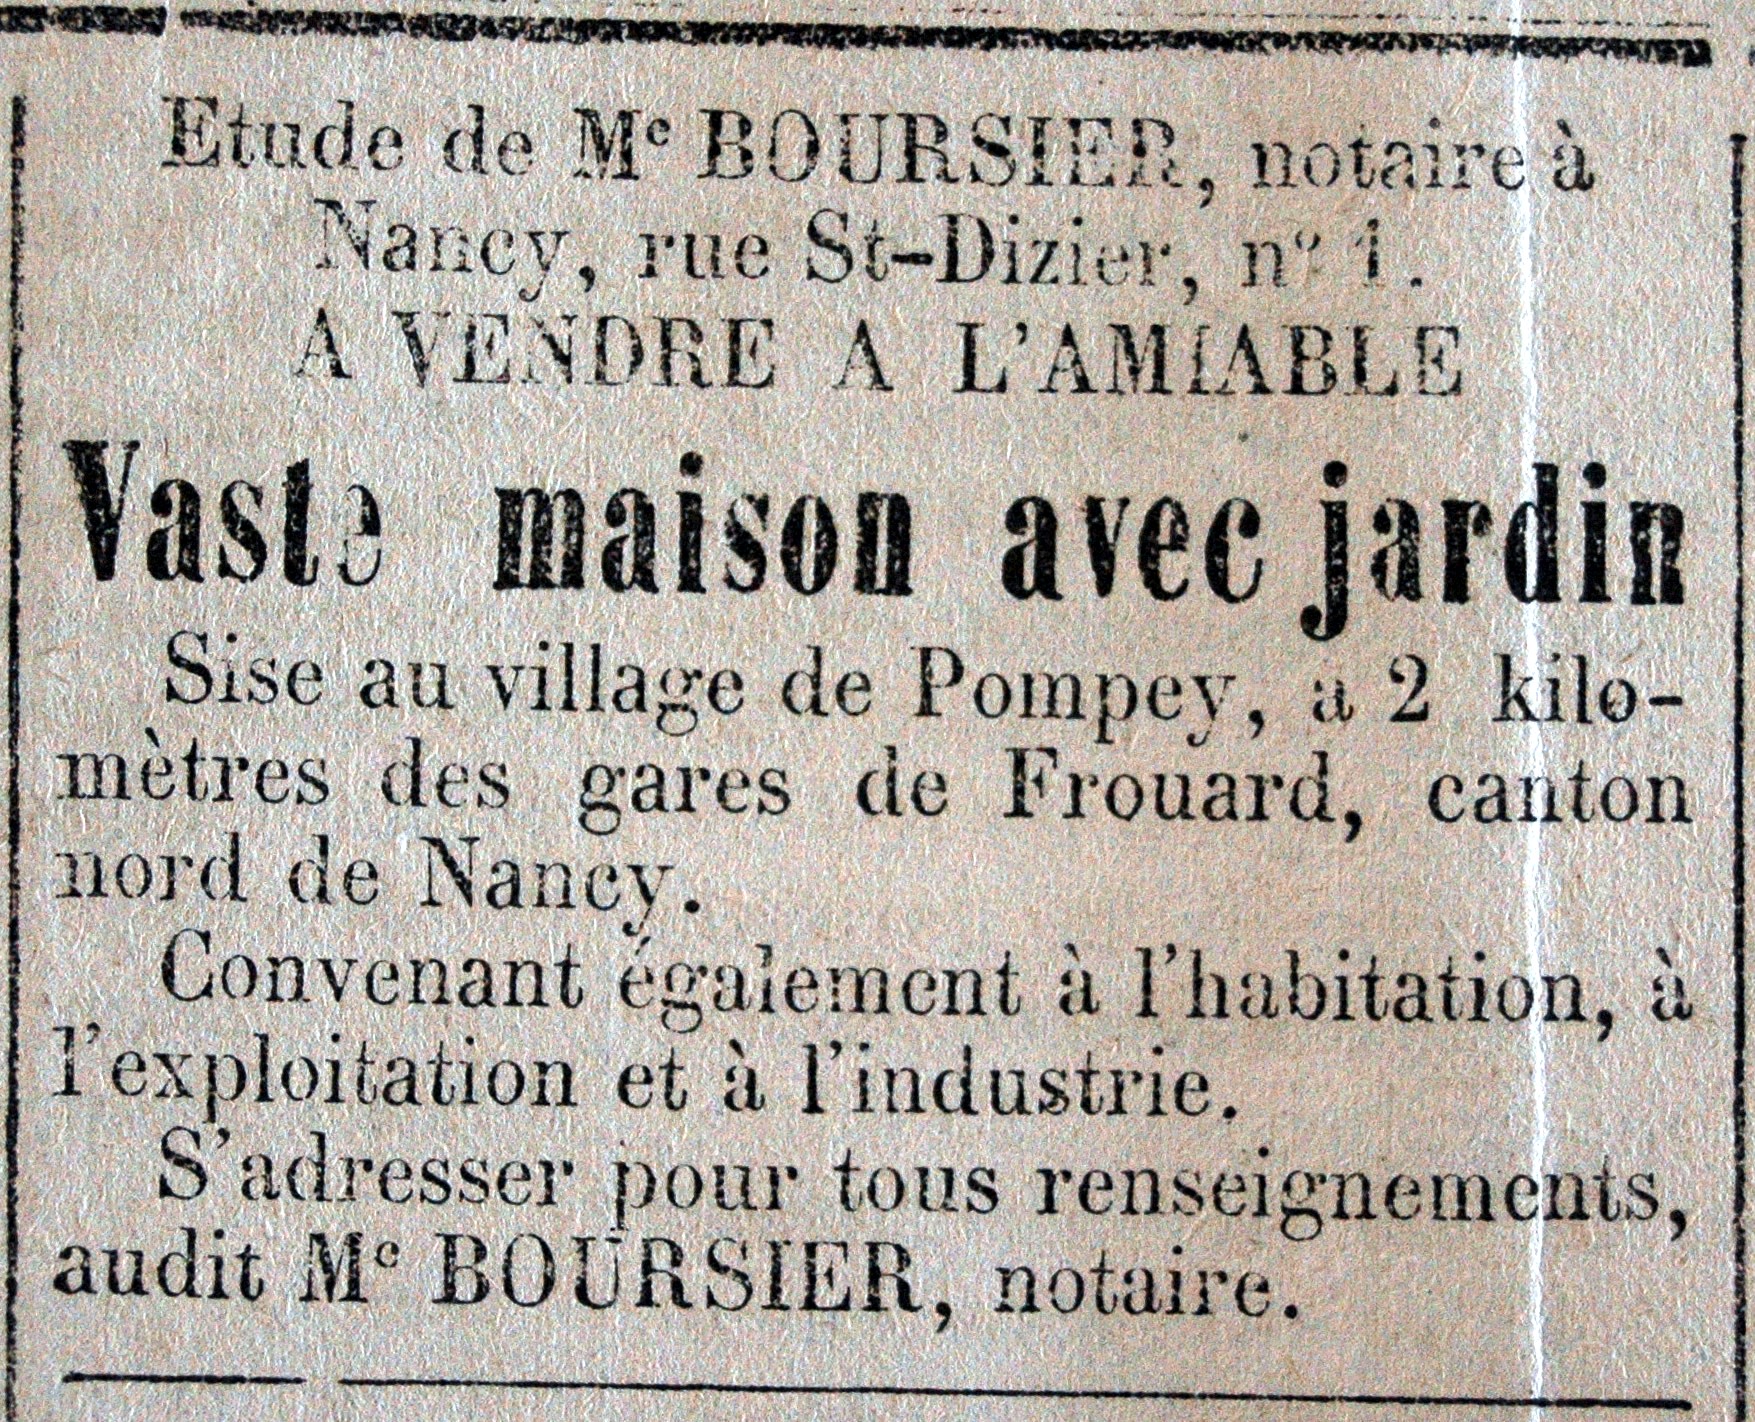 Etude de Mᵉ BOURSIER, notaire à
Nancy, rue St-Dizier, nº 1.
A VENDRE A L'AMIABLE
Vaste maison avec jardin
Sise au village de Pompey, a 2 kilo-
mètres des gares de Frouard, canton
nord de Nancy.
Convenant également à l'habitation, à
l'exploitation et à l'industrie.
S'adresser pour tous renseignements,
audit Mᵉ BOURSIER, notaire.